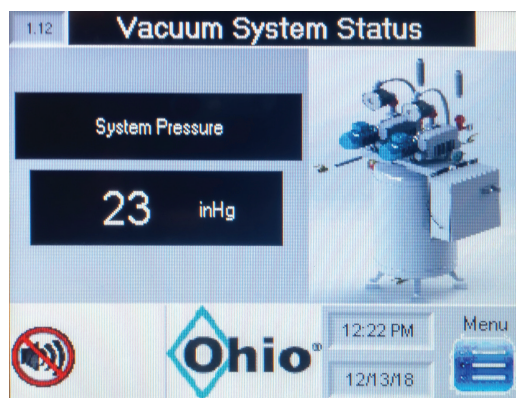 1.12
Vacuum System Status
System Pressure
23 inHg
Ohio®
12:22 PM
12/13/18
Menu